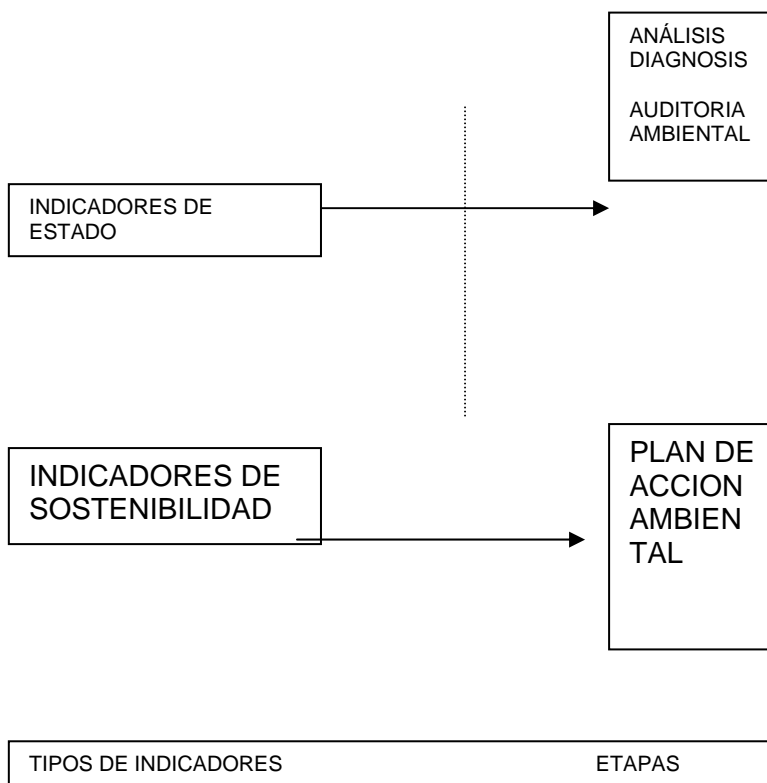 ANÁLISIS
DIAGNOSIS
AUDITORIA
AMBIENTAL
INDICADORES DE
ESTADO
INDICADORES DE
SOSTENIBILIDAD
PLAN DE
ACCION
AMBIEN
TAL
TIPOS DE INDICADORES ETAPAS